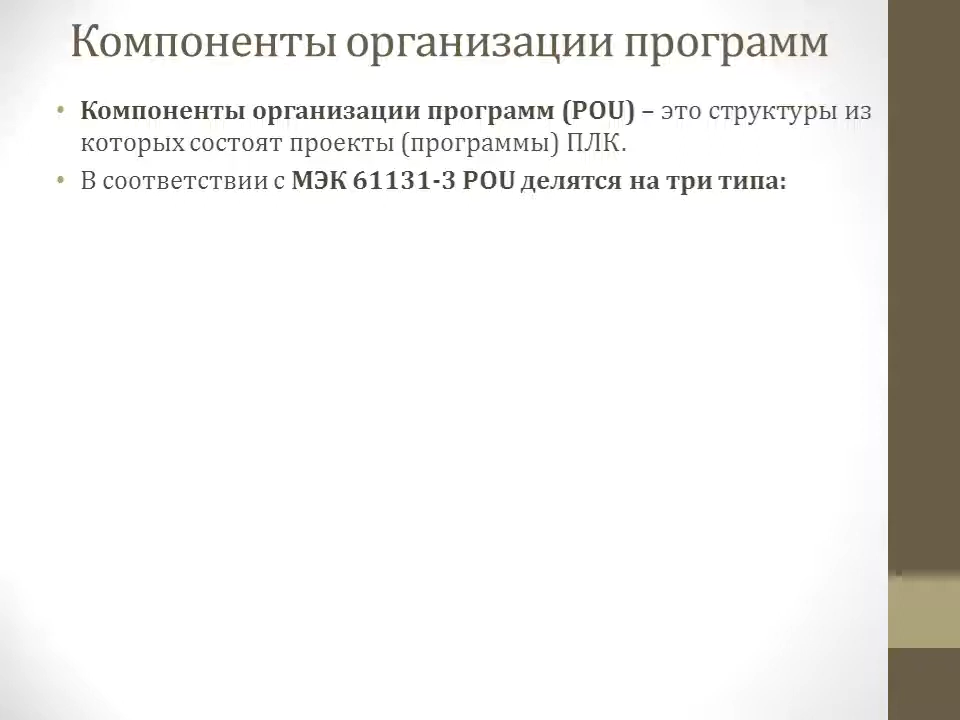 Компоненты организации программ
• Компоненты организации программ (POU) – это структуры из
которых состоят проекты (программы) ПЛК.
• В соответствии с МЭК 61131-3 POU делятся на три типа: